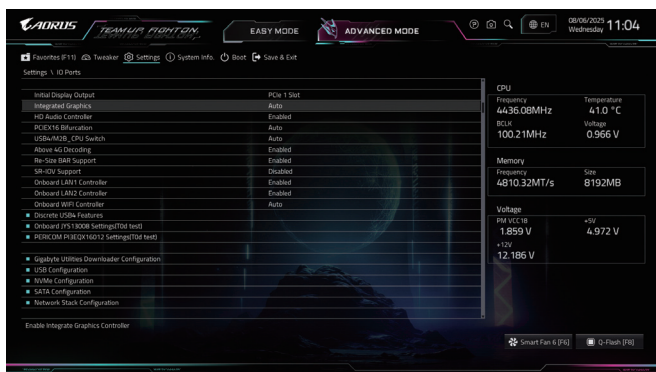 AORUS
TEAM UP. FIGHT ON.
EASY MODE
ADVANCED MODE
EN
08/06/2025
Wednesday
11:04
Favorites (F11)
Tweaker
Settings
System Info.
Boot
Save & Exit
Settings \ IO Ports
Initial Display Output PCIe 1 Slot
Integrated Graphics Auto
HD Audio Controller Enabled
PCIEX16 Bifurcation Auto
USB4/M2B_CPU Switch Auto
Above 4G Decoding Enabled
Re-Size BAR Support Enabled
SR-IOV Support Disabled
Onboard LAN1 Controller Enabled
Onboard LAN2 Controller Enabled
Onboard WIFI Controller Auto
Discrete USB4 Features
Onboard JYS13008 Settings(T0d test)
PERICOM PI3EQX16012 Settings(T0d test)
Gigabyte Utilities Downloader Configuration
USB Configuration
NVMe Configuration
SATA Configuration
Network Stack Configuration
Enable Integrate Graphics Controller
CPU
Frequency Temperature
4436.08MHz 41.0 °C
BCLK Voltage
100.21MHz 0.966 V
Memory
Frequency Size
4810.32MT/s 8192MB
Voltage
PM VCC18 +5V
1.859 V 4.972 V
+12V
12.186 V
Smart Fan 6 [F6]
Q-Flash [F8]